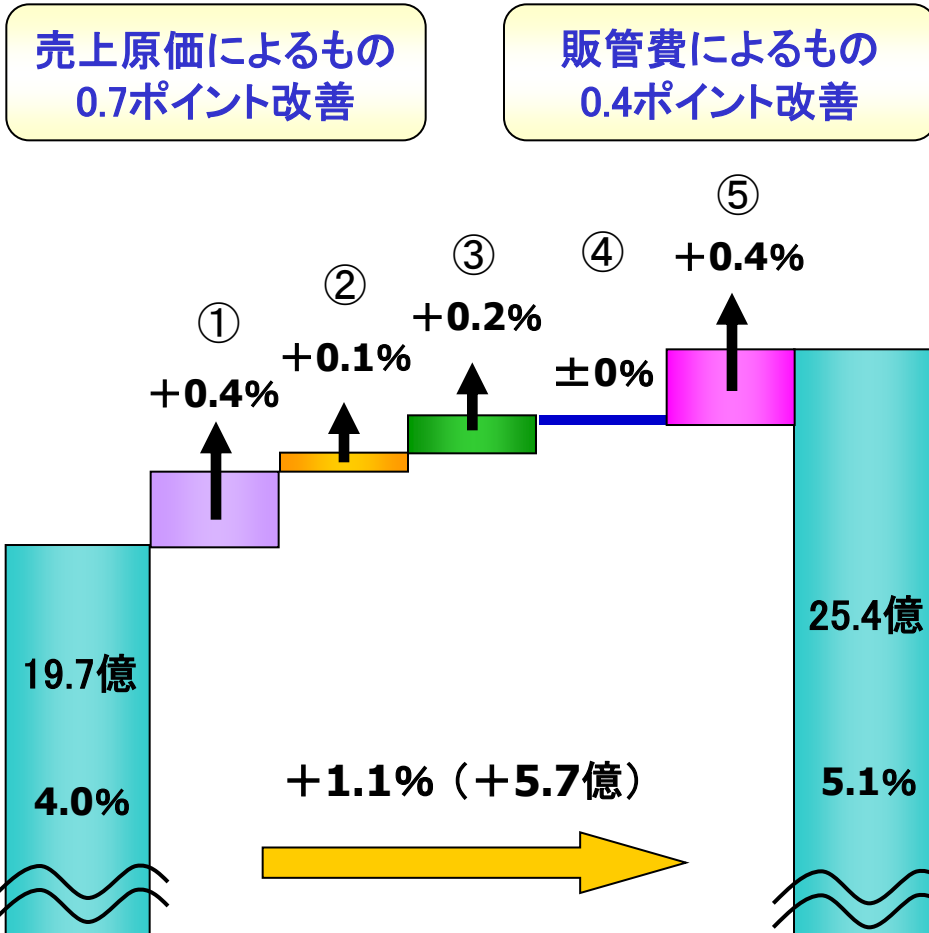 売上原価によるもの
0.7ポイント改善
販管費によるもの
0.4ポイント改善
①
+0.4%
②
+0.1%
③
+0.2%
④
±0%
⑤
+0.4%
19.7億
4.0%
+1.1%(+5.7億)
25.4億
5.1%